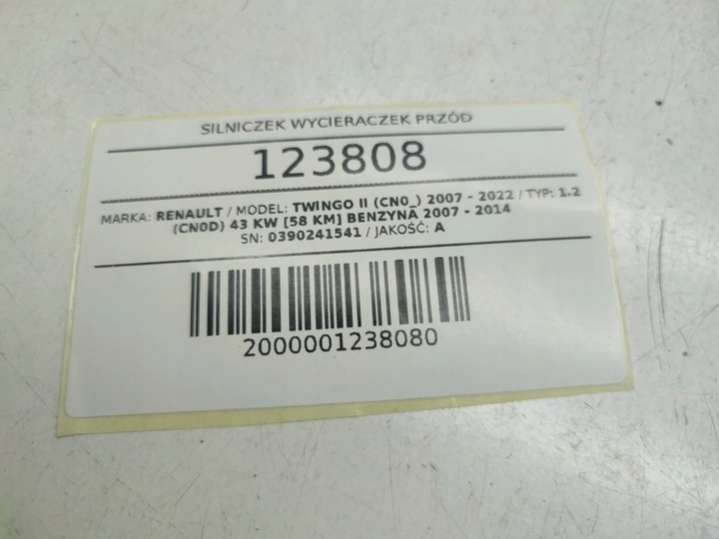 SILNICZEK WYCIERACZEK PRZÓD
123808
MARKA: RENAULT / MODEL: TWINGO II (CN0_) 2007 - 2022 / TYP: 1.2
(CN0D) 43 KW [58 KM] BENZYNA 2007 - 2014
SN: 0390241541 / JAKOŚĆ: A
2000001238080